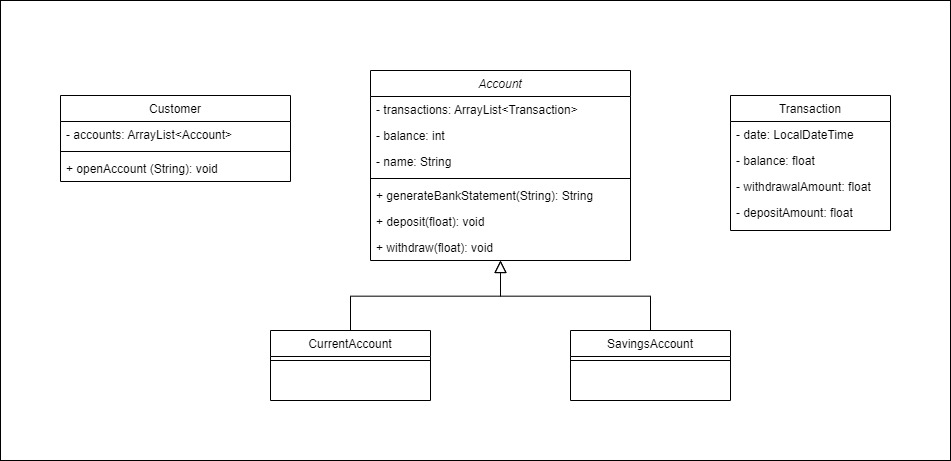 Customer
- accounts: ArrayList<Account>
+ openAccount (String): void
Account
- transactions: ArrayList<Transaction>
- balance: int
- name: String
+ generateBankStatement(String): String
+ deposit(float): void
+ withdraw(float): void
Transaction
- date: LocalDateTime
- balance: float
- withdrawalAmount: float
- depositAmount: float
CurrentAccount
SavingsAccount